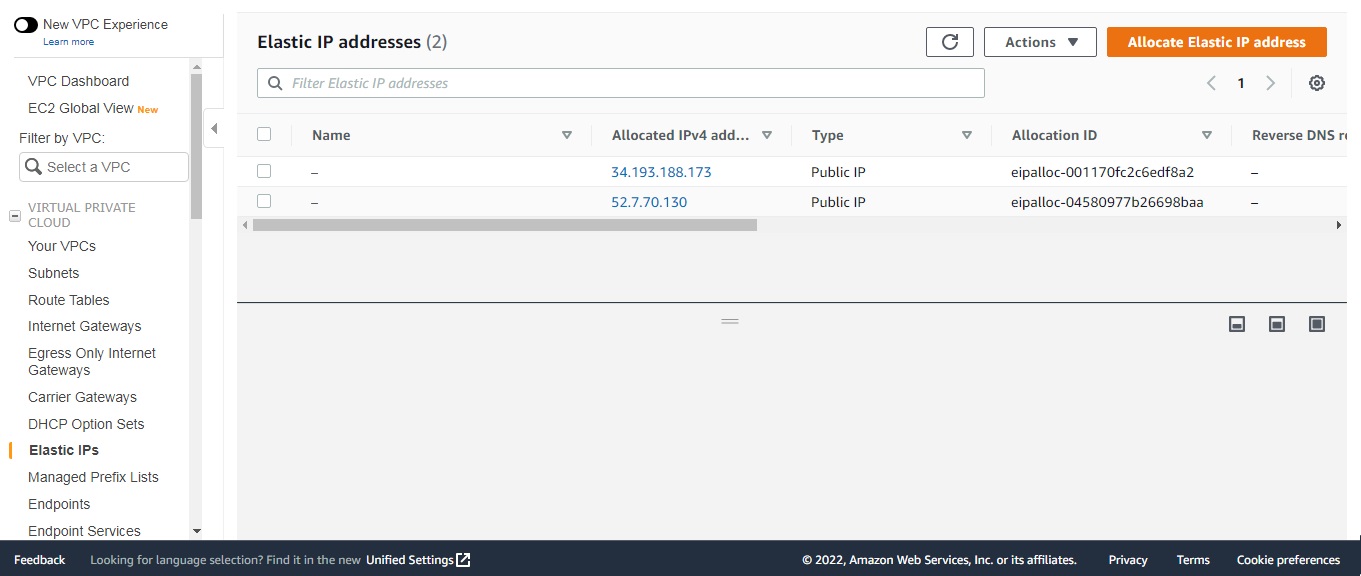 New VPC Experience
Learn more
VPC Dashboard
EC2 Global View New
Filter by VPC:
Select a VPC
VIRTUAL PRIVATE
CLOUD
Your VPCs
Subnets
Route Tables
Internet Gateways
Egress Only Internet
Gateways
Carrier Gateways
DHCP Option Sets
Elastic IPs
Managed Prefix Lists
Endpoints
Endpoint Services
Elastic IP addresses (2)
Actions
Allocate Elastic IP address
Filter Elastic IP addresses
1
Name Allocated IPv4 add... Type Allocation ID Reverse DNS re
– 34.193.188.173 Public IP eipalloc-001170fc2c6edf8a2 –
– 52.7.70.130 Public IP eipalloc-04580977b26698baa –
Feedback Looking for language selection? Find it in the new Unified Settings © 2022, Amazon Web Services, Inc. or its affiliates. Privacy Terms Cookie preferences